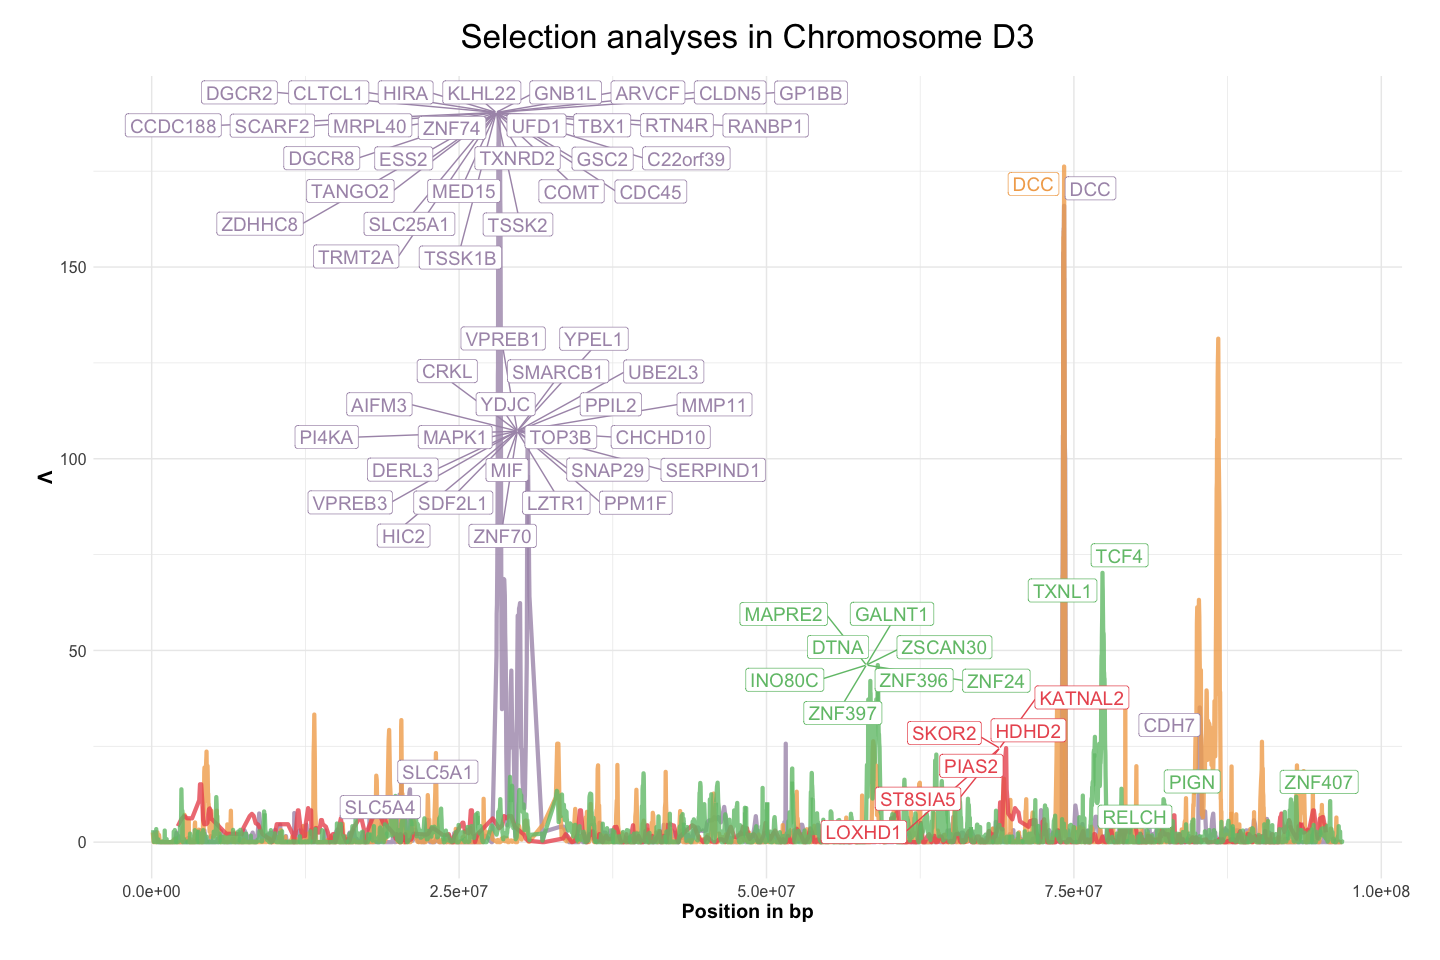 Selection analyses in Chromosome D3
DGCR2 CLTCL1 HIRA KLHL22 GNB1L ARVCF CLDN5 GP1BB
CCDC188 SCARF2 MRPL40 ZNF74 UFD1 TBX1 RTN4R RANBP1
DGCR8 ESS2 TXNRD2 GSC2 C22orf39
TANGO2 MED15 COMT CDC45
DCC DCC
ZDHHC8 SLC25A1 TSSK2
TRMT2A TSSK1B
150
VPREB1 YPEL1
CRKL SMARCB1 UBE2L3
AIFM3 YDJC PPIL2 MMP11
PI4KA MAPK1 TOP3B CHCHD10
100
DERL3 MIF SNAP29 SERPIND1
VPREB3 SDF2L1 LZTR1 PPM1F
HIC2 ZNF70
TCF4
TXNL1
MAPRE2 GALNT1
DTNA ZSCAN30
50
INO80C ZNF396 ZNF24
KATNAL2
ZNF397
CDH7
SKOR2 HDHD2
PIAS2
SLC5A1
PIGN ZNF407
ST8SIA5
SLC5A4
RELCH
LOXHD1
0
Λ
0.0e+00 2.5e+07 5.0e+07 7.5e+07 1.0e+08
Position in bp